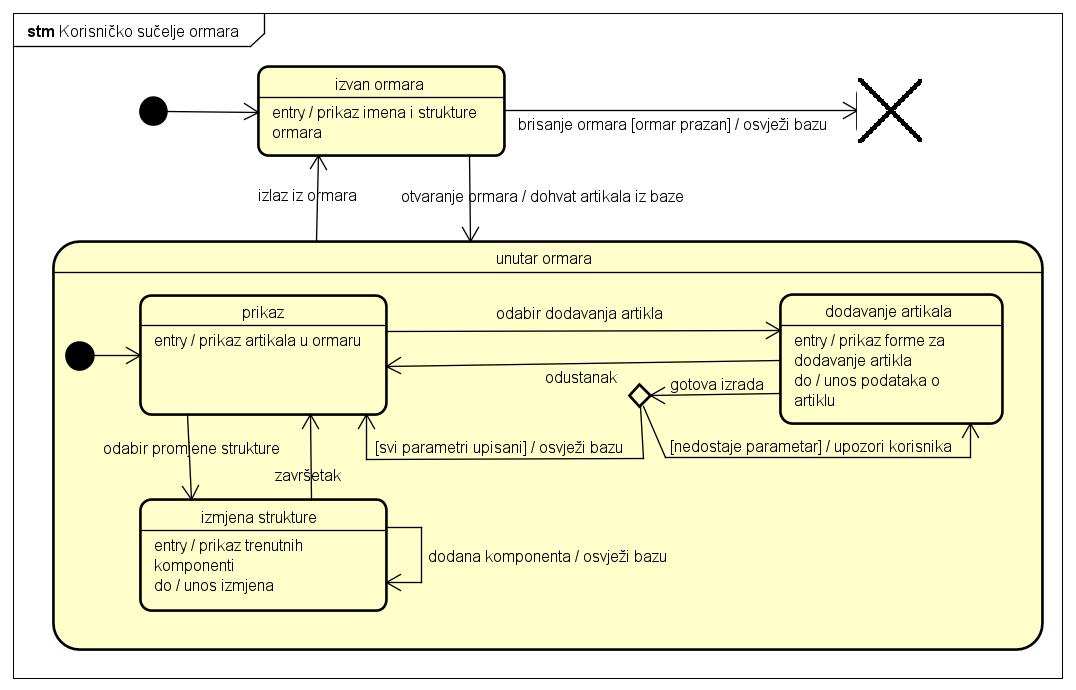 stm Korisničko sučelje ormara
izvan ormara
entry / prikaz imena i strukture
ormara
brisanje ormara [ormar prazan] / osvježi bazu
izlaz iz ormara
otvaranje ormara / dohvat artikala iz baze
unutar ormara
prikaz
entry / prikaz artikala u ormaru
odabir dodavanja artikla
dodavanje artikala
entry / prikaz forme za
dodavanje artikla
do / unos podataka o
artiklu
odustanak
gotova izrada
[svi parametri upisani] / osvježi bazu
[nedostaje parametar] / upozori korisnika
odabir promjene strukture
završetak
izmjena strukture
entry / prikaz trenutnih
komponenti
do / unos izmjena
dodana komponenta / osvježi bazu